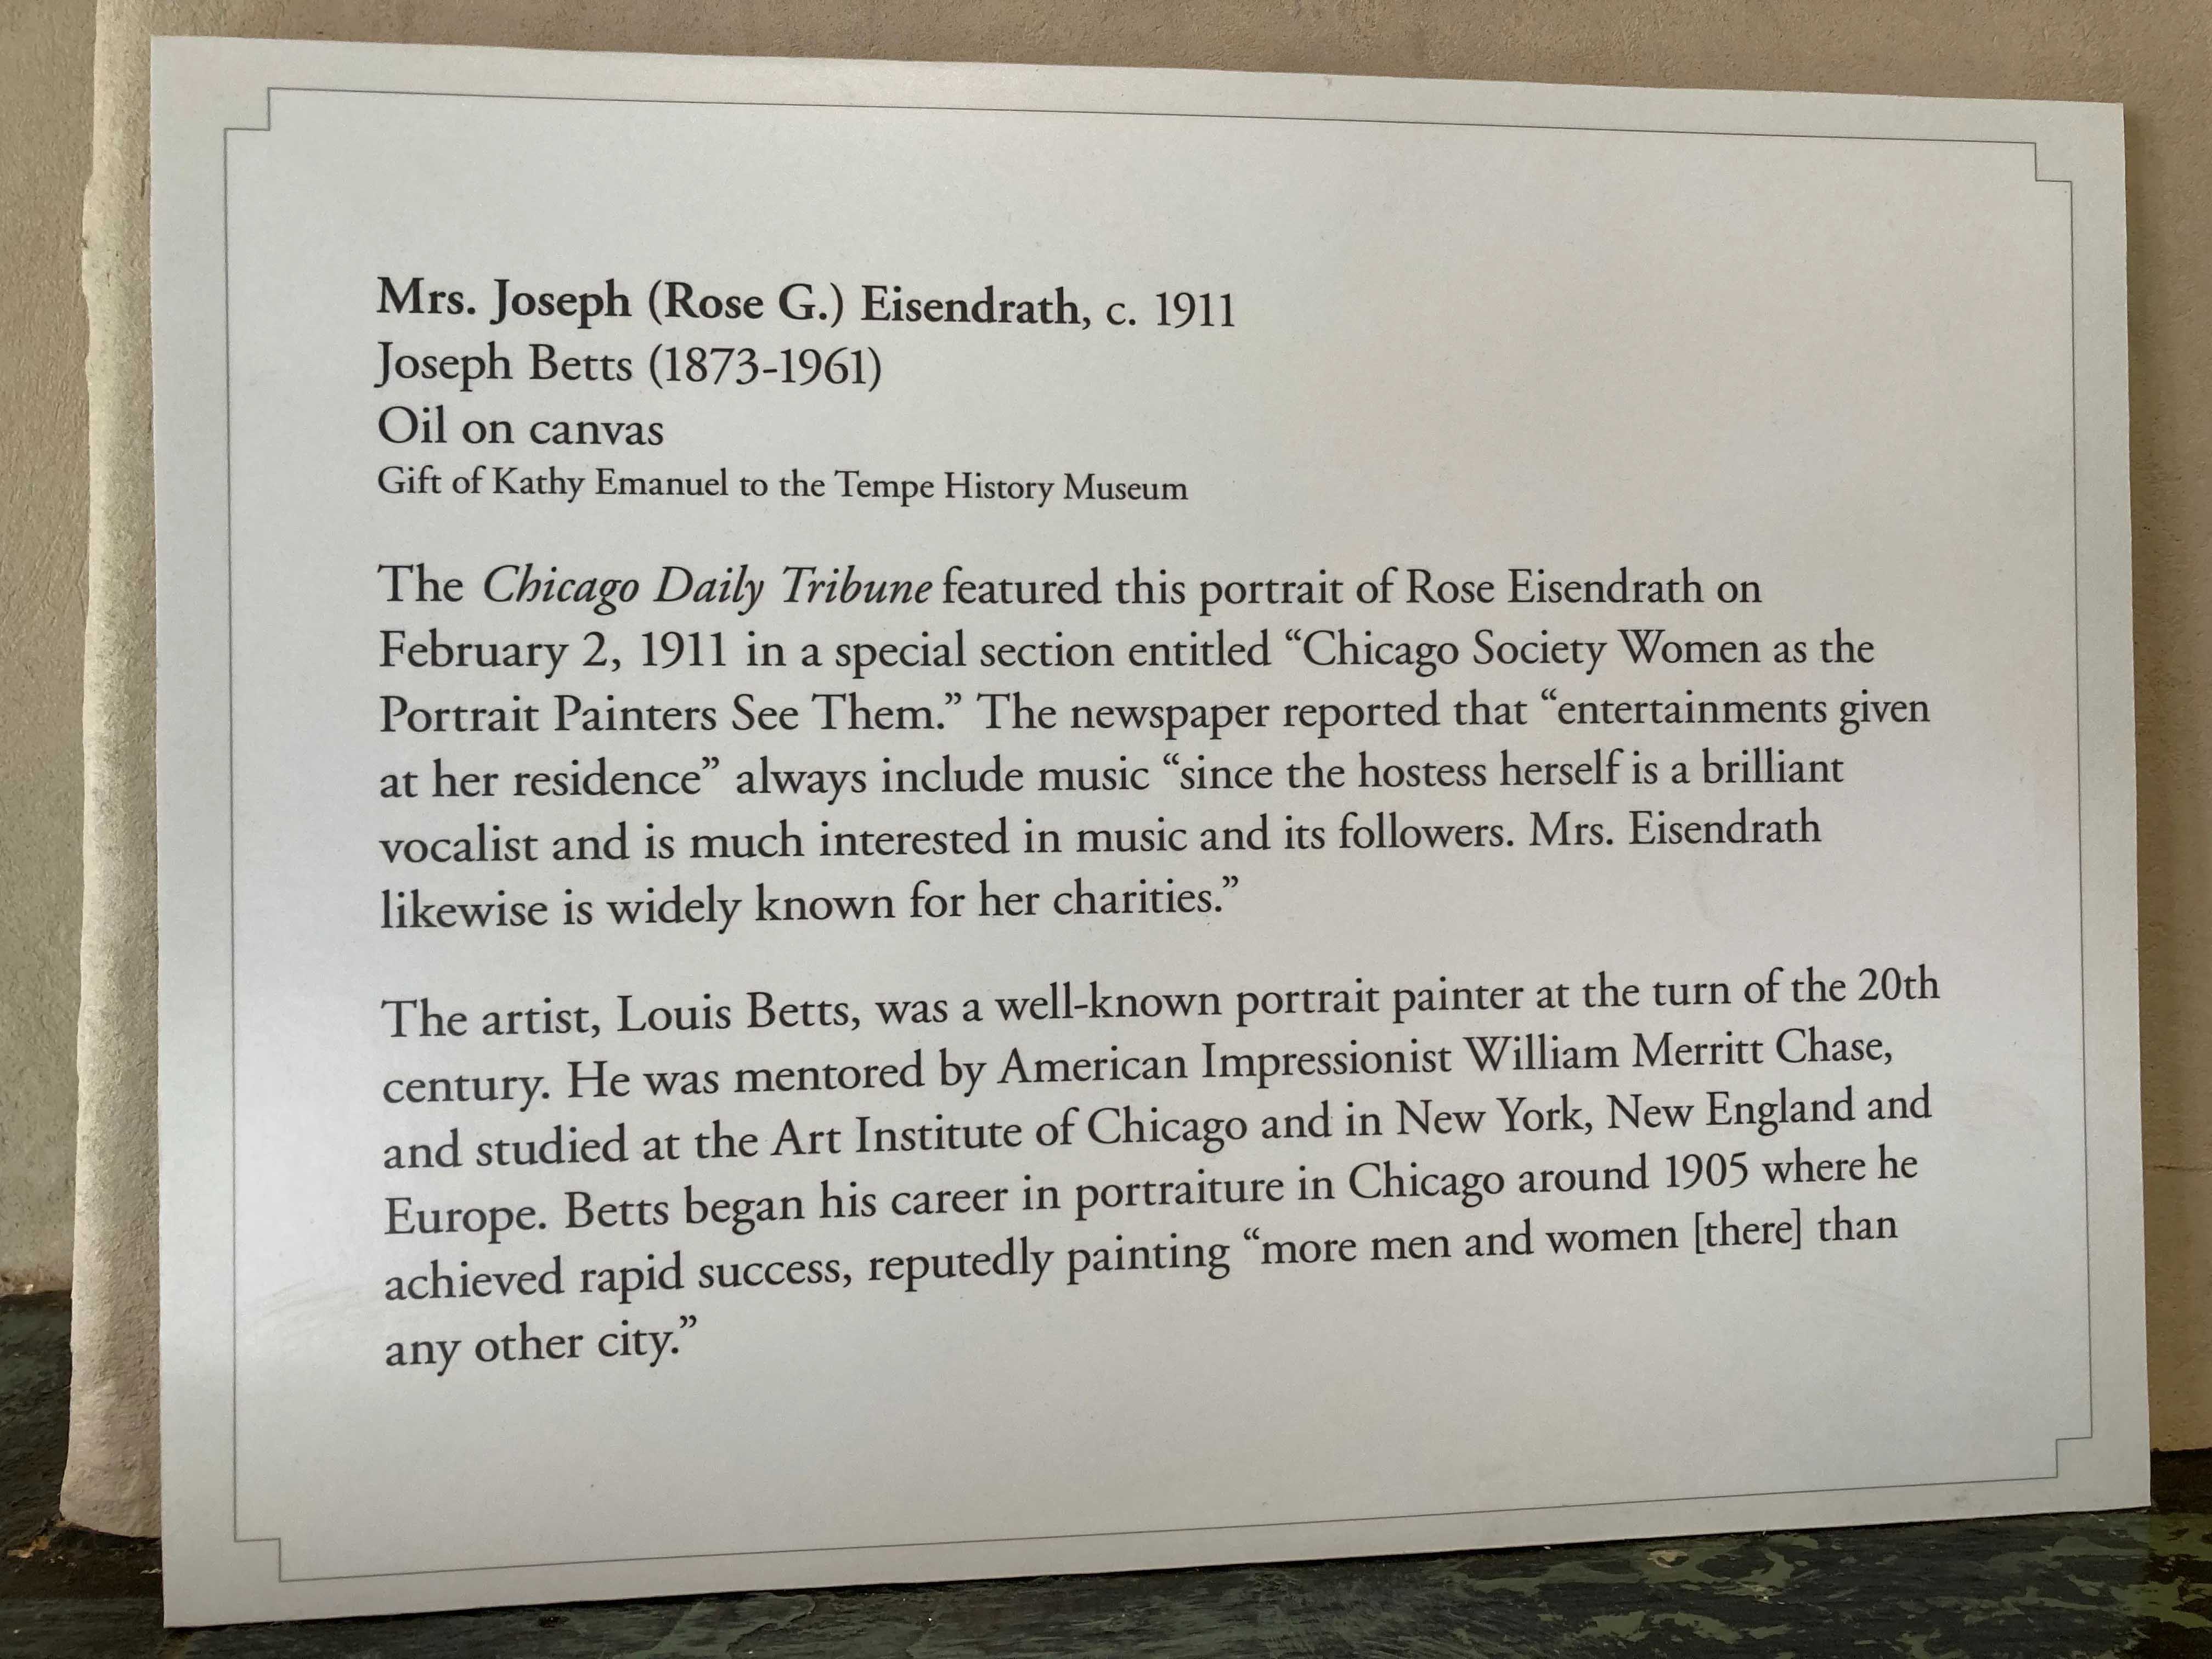 Mrs. Joseph (Rose G.) Eisendrath, c. 1911
Joseph Betts (1873-1961)
Oil on canvas
Gift of Kathy Emanuel to the Tempe History Museum
The Chicago Daily Tribune featured this portrait of Rose Eisendrath on
February 2, 1911 in a special section entitled “Chicago Society Women as the
Portrait Painters See Them.” The newspaper reported that “entertainments given
at her residence” always include music “since the hostess herself is a brilliant
vocalist and is much interested in music and its followers. Mrs. Eisendrath
likewise is widely known for her charities.”
The artist, Louis Betts, was a well-known portrait painter at the turn of the 20th
century. He was mentored by American Impressionist William Merritt Chase,
and studied at the Art Institute of Chicago and in New York, New England and
Europe. Betts began his career in portraiture in Chicago around 1905 where he
achieved rapid success, reputedly painting “more men and women [there] than
any other city.”